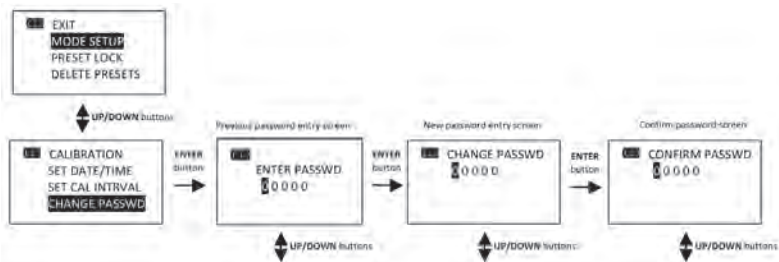 EXIT
MODE SETUP
PRESET LOCK
DELETE PRESETS
UP/DOWN buttons
Previous password entry screen
New password entry screen
Confirm password screen
CALIBRATION
SET DATE/TIME
SET CAL INTRVAL
CHANGE PASSWD
ENTER
button
ENTER PASSWD
00000
ENTER
button
CHANGE PASSWD
00000
ENTER
button
CONFIRM PASSWD
00000
UP/DOWN buttons
UP/DOWN buttons
UP/DOWN buttons